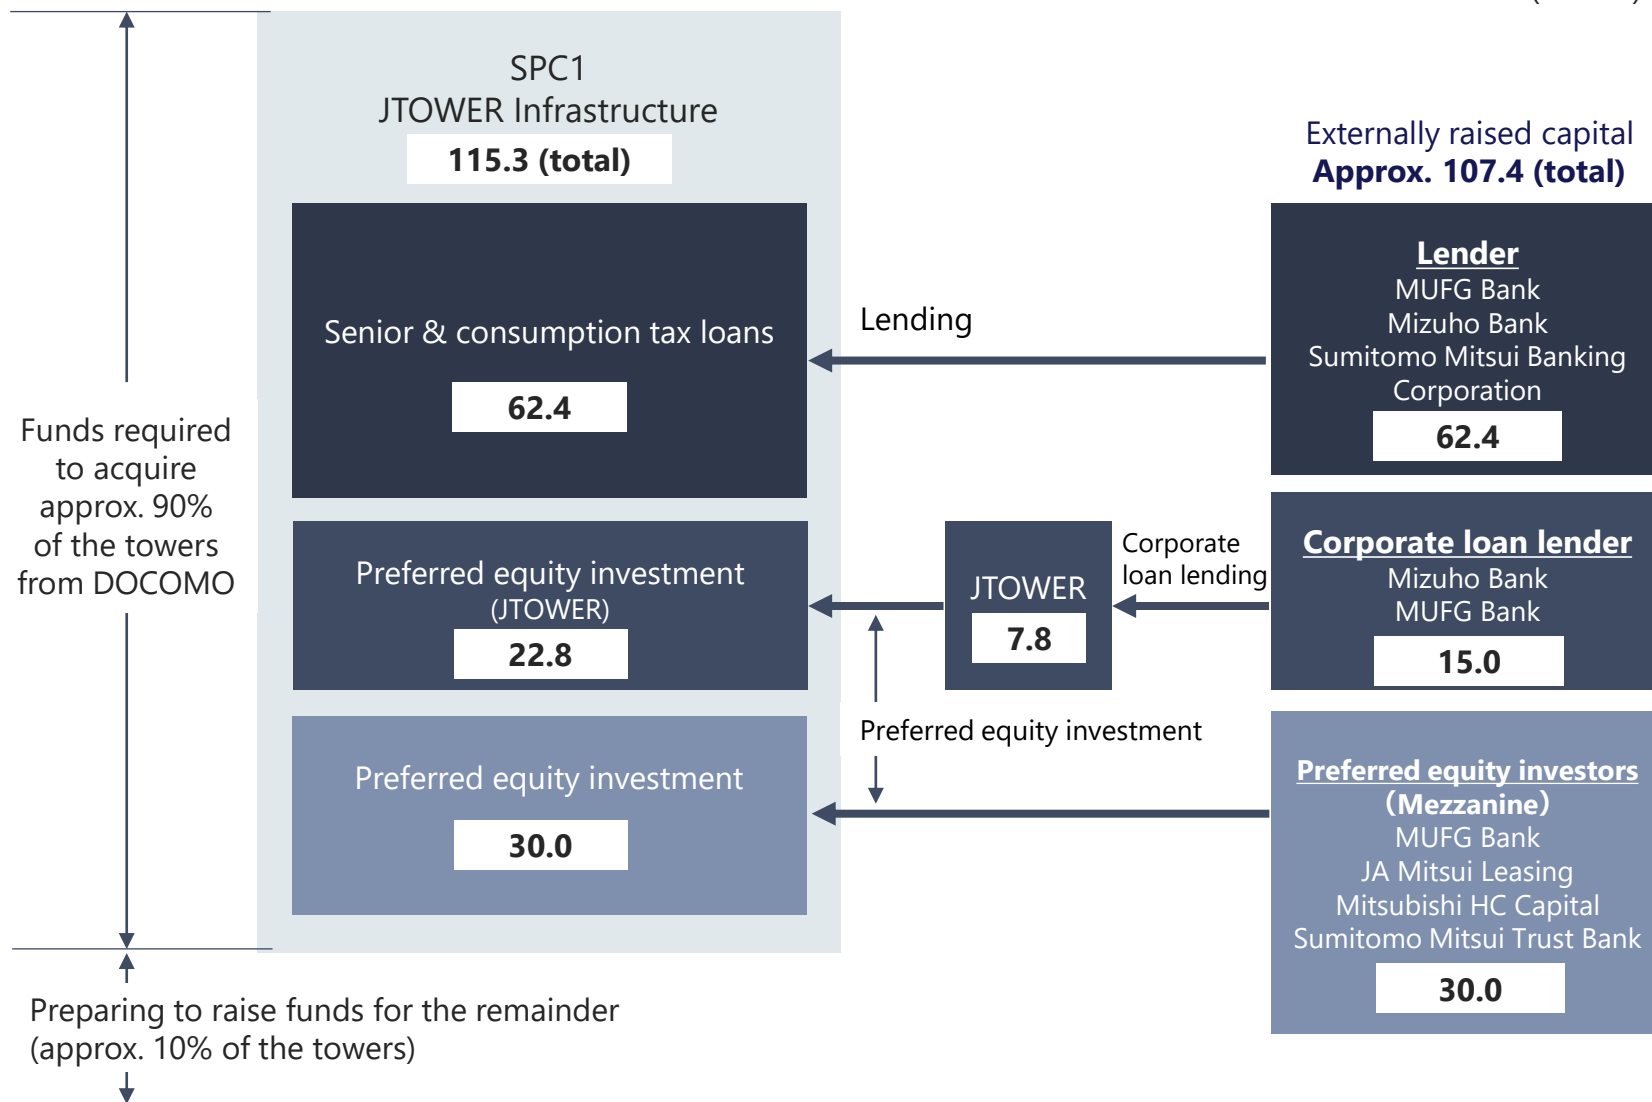 SPC1
JTOWER Infrastructure
115.3 (total)
Externally raised capital
Approx. 107.4 (total)
Senior & consumption tax loans
62.4
Lending
Lender
MUFG Bank
Mizuho Bank
Sumitomo Mitsui Banking
Corporation
62.4
Funds required
to acquire
approx. 90%
of the towers
from DOCOMO
Preferred equity investment
(JTOWER)
22.8
JTOWER
7.8
Corporate
loan lending
Corporate loan lender
Mizuho Bank
MUFG Bank
15.0
Preferred equity investment
Preferred equity investment
30.0
Preferred equity investors
(Mezzanine)
MUFG Bank
JA Mitsui Leasing
Mitsubishi HC Capital
Sumitomo Mitsui Trust Bank
30.0
Preparing to raise funds for the remainder
(approx. 10% of the towers)